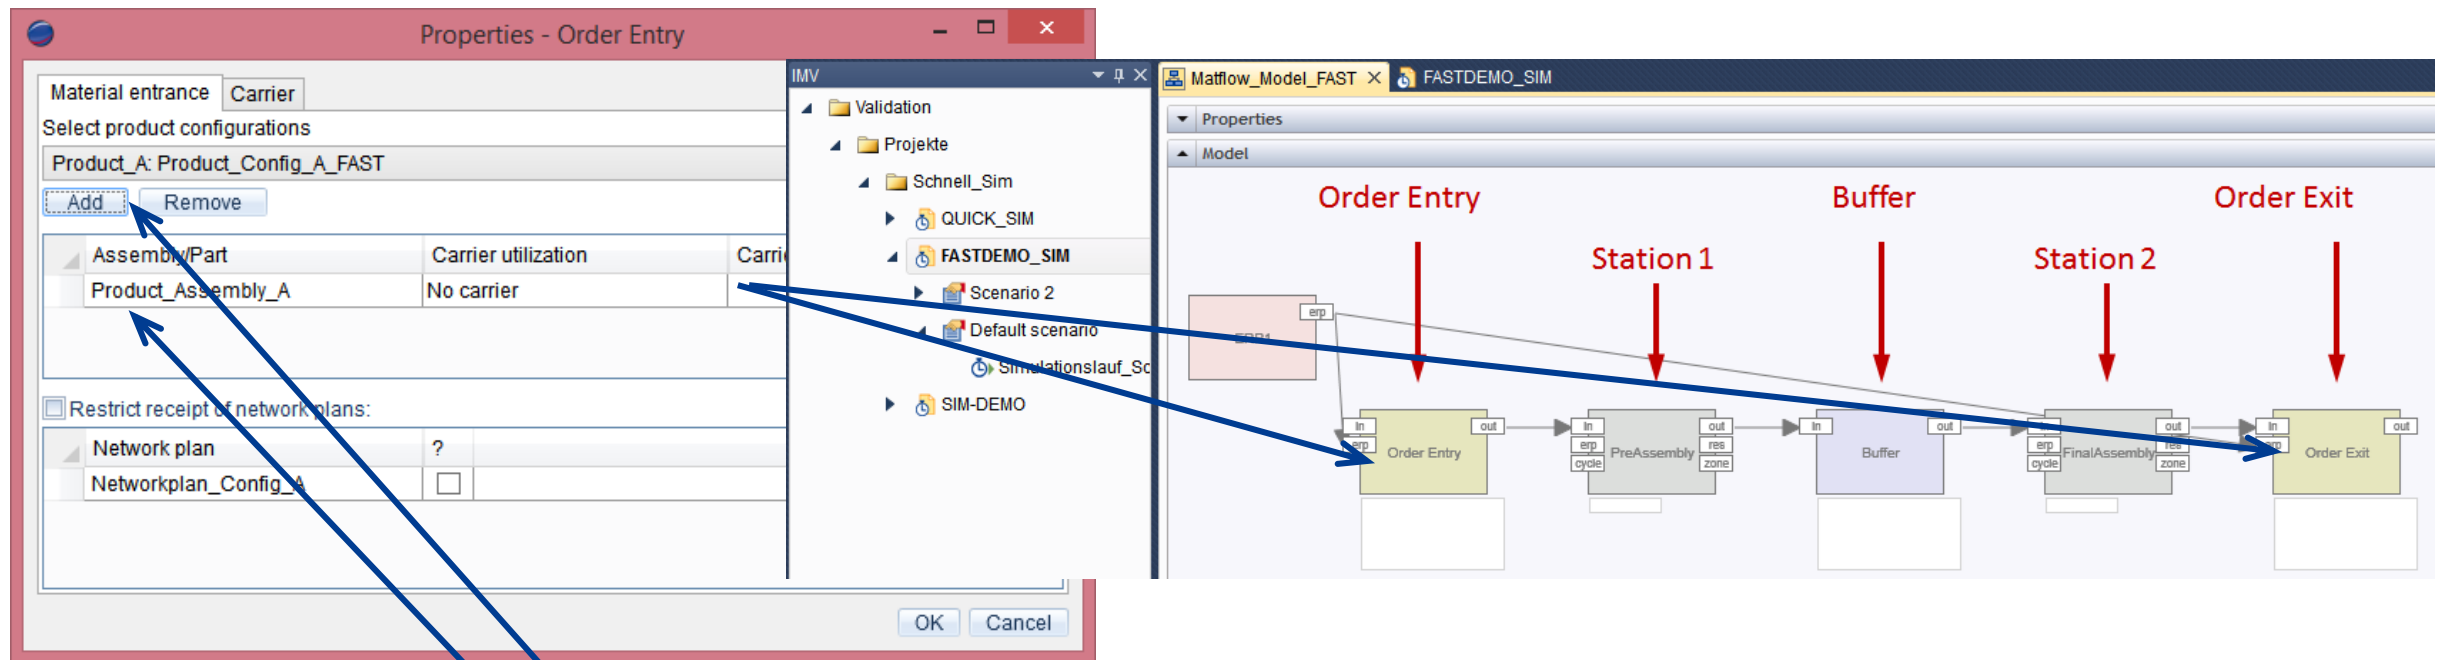 Properties - Order Entry
Material entrance Carrier
Select product configurations
Product_A: Product_Config_A_FAST
Add Remove
Assembly/Part Carrier utilization
Product_Assembly_A No carrier
Restrict receipt of network plans:
Network plan ?
Networkplan_Config_A
OK Cancel
IMV
Validation
Projekte
Schnell_Sim
QUICK_SIM
FASTDEMO_SIM
Scenario 2
Default scenario
Simulationslauf_Sc
SIM-DEMO
Matflow_Model_FAST FASTDEMO_SIM
Properties
Model
Order Entry Buffer Order Exit
Station 1 Station 2
erp
In out In out In out out In out
erp erp res erp res erp
Order Entry PreAssembly Buffer FinalAssembly Order Exit
cycle zone cycle zone